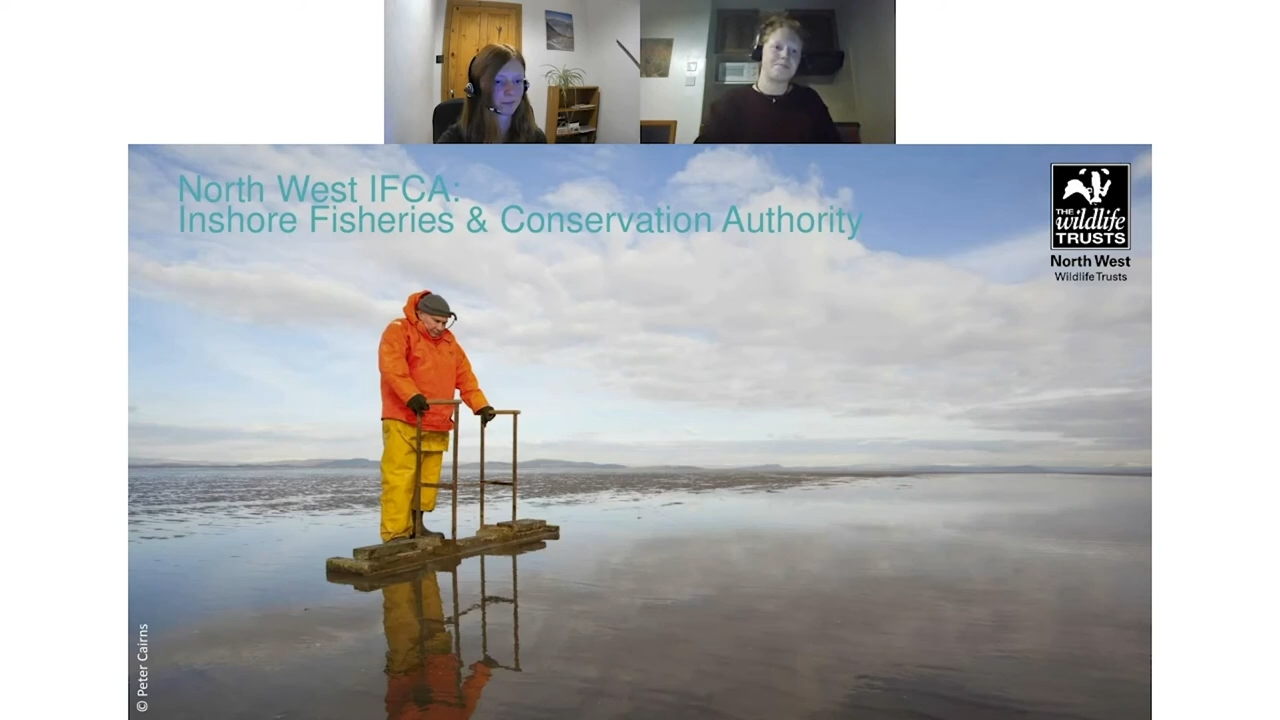 North West IFCA:
Inshore Fisheries & Conservation Authority
THE
wildlife
TRUSTS
North West
Wildlife Trusts
© Peter Cairns